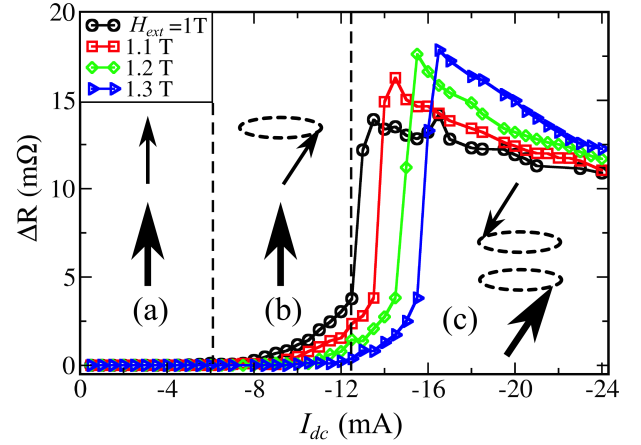 20
15
10
5
0
ΔR (mΩ)
H_ext =1T
1.1 T
1.2 T
1.3 T
(a)
(b)
(c)
0 -4 -8 -12 -16 -20 -24
I_dc (mA)